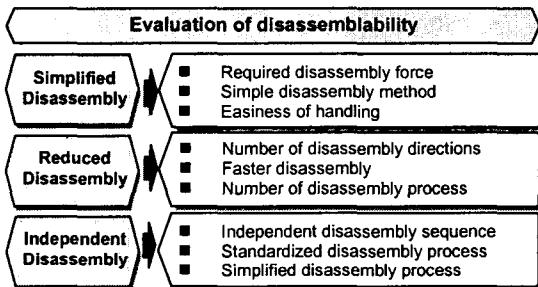 Evaluation of disassemblability
Simplified
Disassembly
■ Required disassembly force
■ Simple disassembly method
■ Easiness of handling
Reduced
Disassembly
■ Number of disassembly directions
■ Faster disassembly
■ Number of disassembly process
Independent
Disassembly
■ Independent disassembly sequence
■ Standardized disassembly process
■ Simplified disassembly process